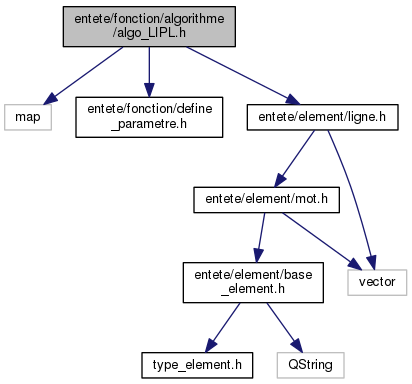 entete/fonction/algorithme
/algo_LIPL.h
map
entete/fonction/define
_parametre.h
entete/element/ligne.h
entete/element/mot.h
entete/element/base
_element.h
vector
type_element.h
QString